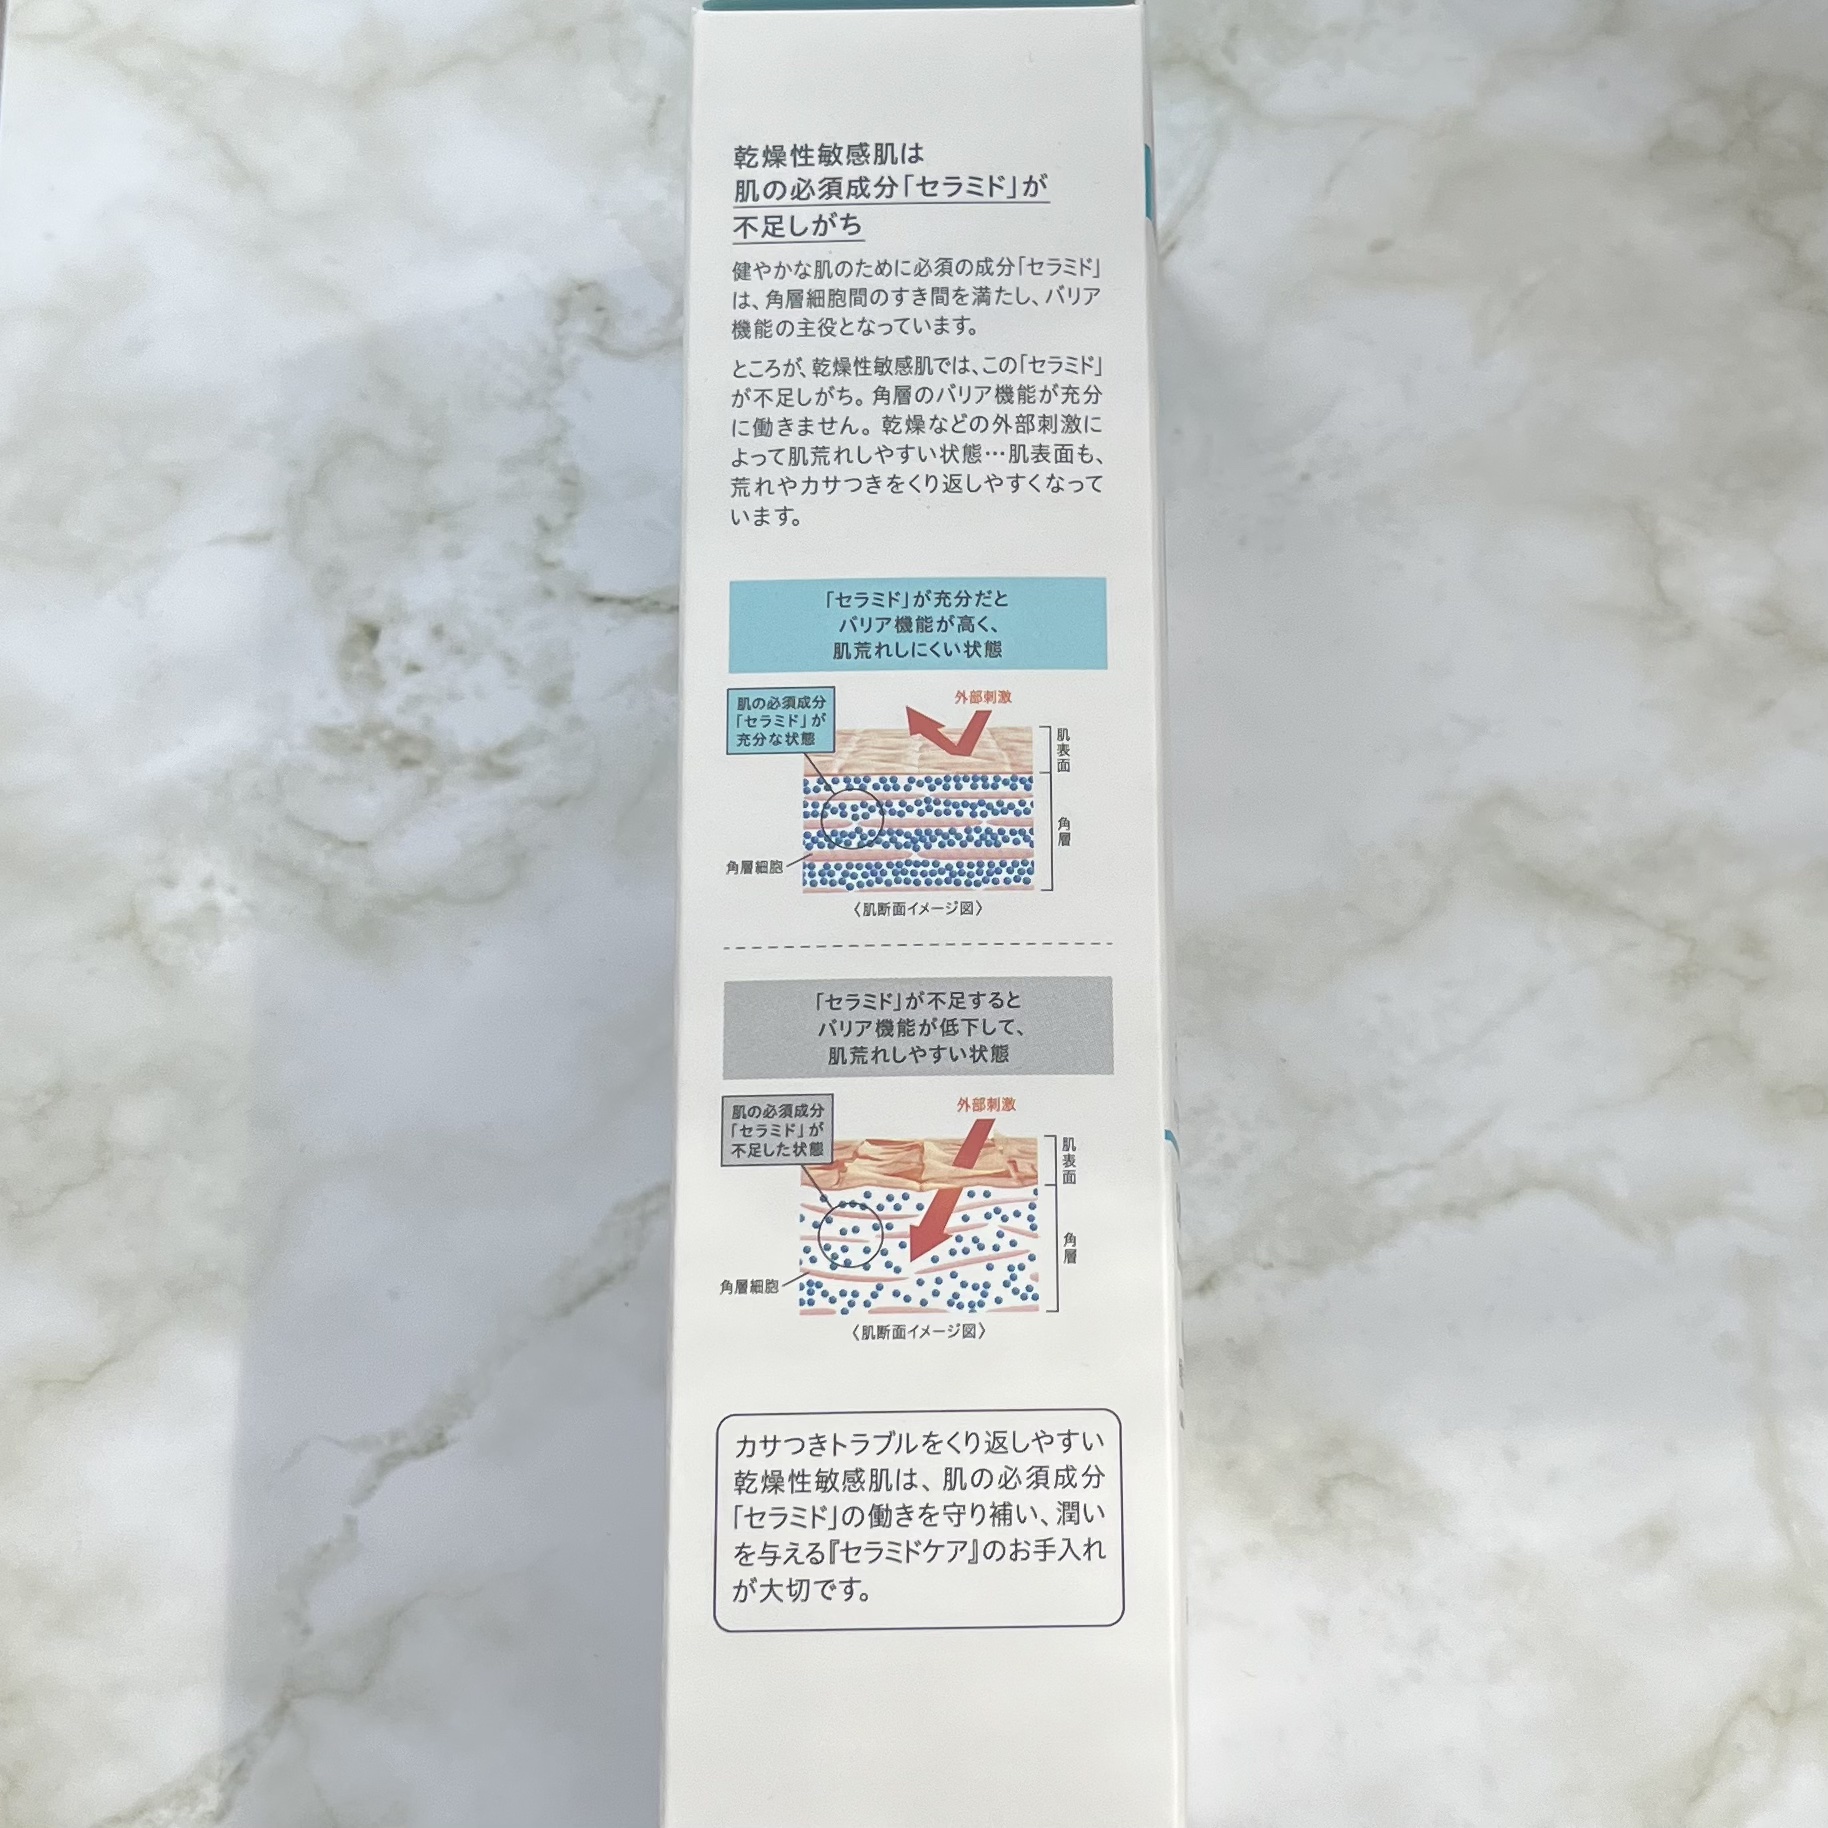 乾燥性敏感肌は
肌の必須成分「セラミド」が
不足しがち
健やかな肌のために必須の成分「セラミド」
は、角層細胞間のすき間を満たし、バリア
機能の主役となっています。
ところが、乾燥性敏感肌では、この「セラミド」
が不足しがち。角層のバリア機能が充分
に働きません。乾燥などの外部刺激に
よって肌荒れしやすい状態…肌表面も、
荒れやカサつきをくり返しやすくなって
います。
「セラミド」が充分だと
バリア機能が高く、
肌荒れしにくい状態
肌の必須成分
「セラミド」が
充分な状態
外部刺激
肌表面
角層
角層細胞
〈肌断面イメージ図〉
「セラミド」が不足すると
バリア機能が低下して、
肌荒れしやすい状態
肌の必須成分
「セラミド」が
不足した状態
外部刺激
肌表面
角層
角層細胞
〈肌断面イメージ図〉
カサつきトラブルをくり返しやすい
乾燥性敏感肌は、肌の必須成分
「セラミド」の働きを守り補い、潤い
を与える『セラミドケア』のお手入れ
が大切です。